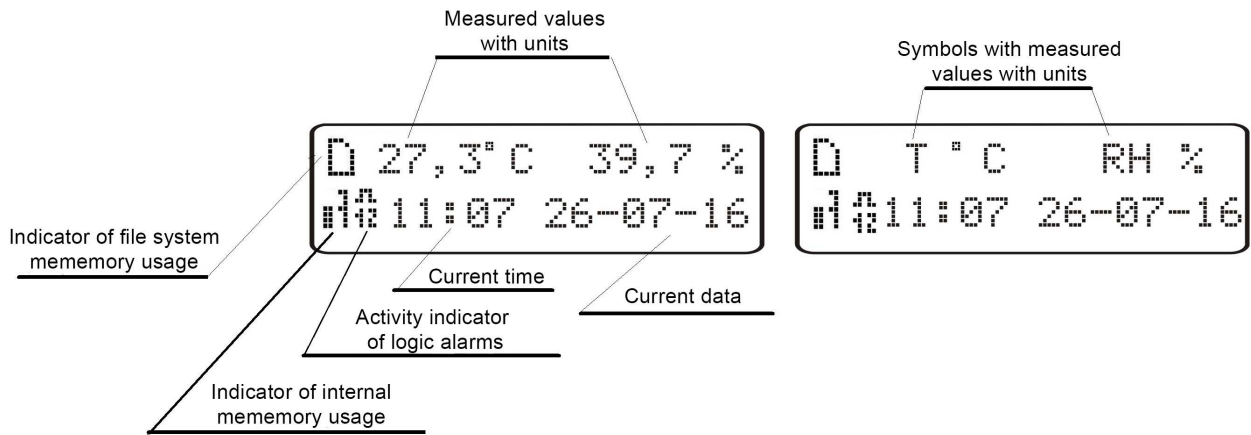 Measured values
with units
Symbols with measured
values with units
27,3°C 39,7 %
11:07 26-07-16
T °C RH %
11:07 26-07-16
Indicator of file system
mememory usage
Current time
Current data
Activity indicator
of logic alarms
Indicator of internal
mememory usage